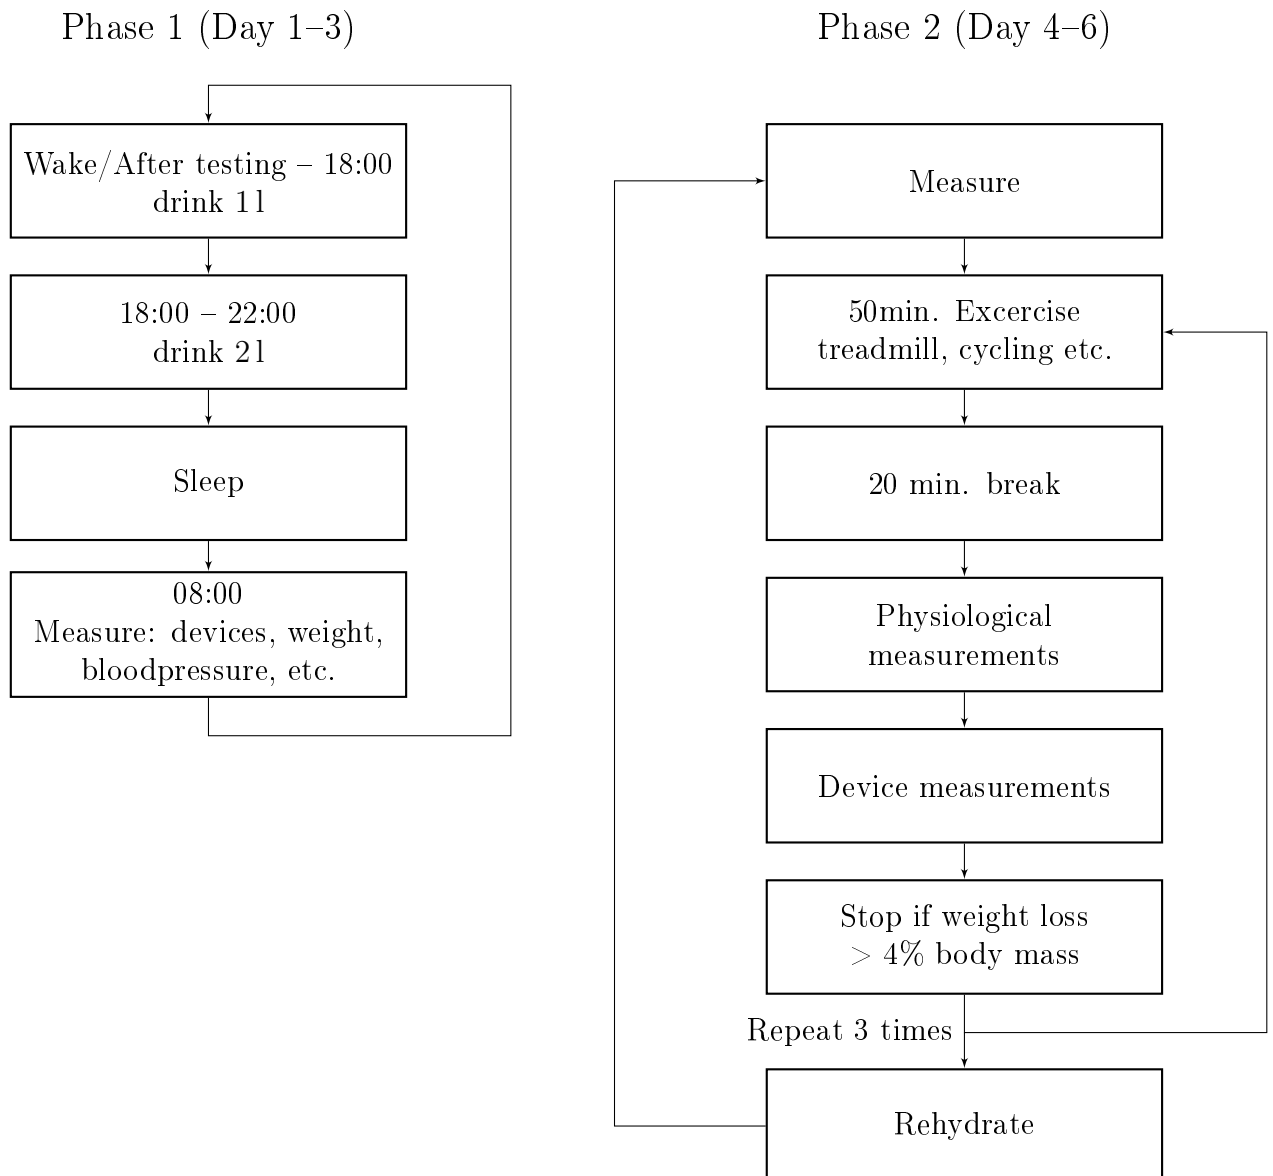 Phase 1 (Day 1–3)
Wake/After testing – 18:00
drink 1 l
18:00 – 22:00
drink 2 l
Sleep
08:00
Measure: devices, weight,
bloodpressure, etc.
Phase 2 (Day 4–6)
Measure
50min. Excercise
treadmill, cycling etc.
20 min. break
Physiological
measurements
Device measurements
Stop if weight loss
> 4% body mass
Repeat 3 times
Rehydrate